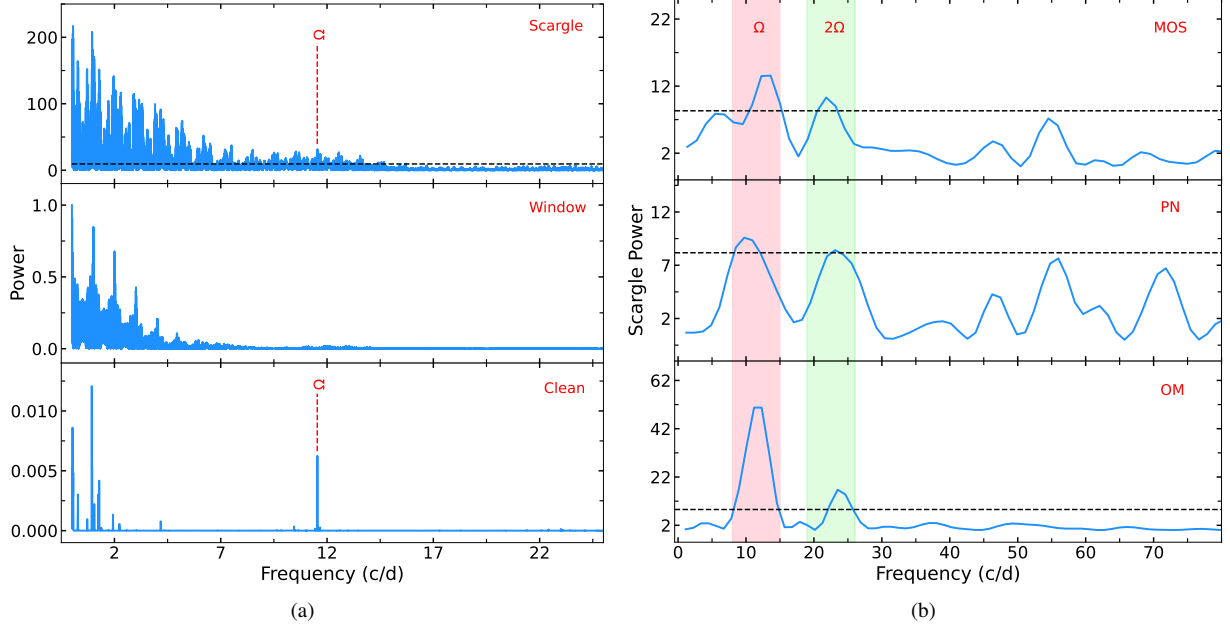 Scargle
Ω
200
100
0
Window
1.0
0.5
0.0
Power
Clean
Ω
0.010
0.005
0.000
2 7 12 17 22
Frequency (c/d)
(a)
Ω 2Ω MOS
22
12
2
PN
12
7
2
Scargle Power
OM
62
42
22
2
0 10 20 30 40 50 60 70
Frequency (c/d)
(b)